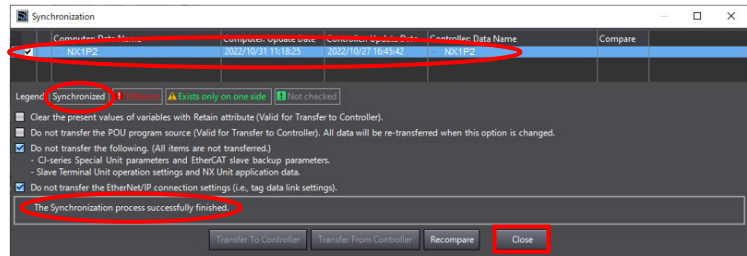 Synchronization
Computer: Data Name Computer: Update Date Controller: Update Date Controller: Data Name Compare
NX1P2 2022/10/31 11:18:25 2022/10/27 16:45:42 NX1P2
Legend: Synchronized Different Exists only on one side Not checked
Clear the present values of variables with Retain attribute (Valid for Transfer to Controller).
Do not transfer the POU program source (Valid for Transfer to Controller). All data will be re-transferred when this option is changed.
Do not transfer the following. (All items are not transferred.)
- CJ-series Special Unit parameters and EtherCAT slave backup parameters.
- Slave Terminal Unit operation settings and NX Unit application data.
Do not transfer the EtherNet/IP connection settings (i.e., tag data link settings).
The Synchronization process successfully finished.
Transfer To Controller Transfer From Controller Recompare Close